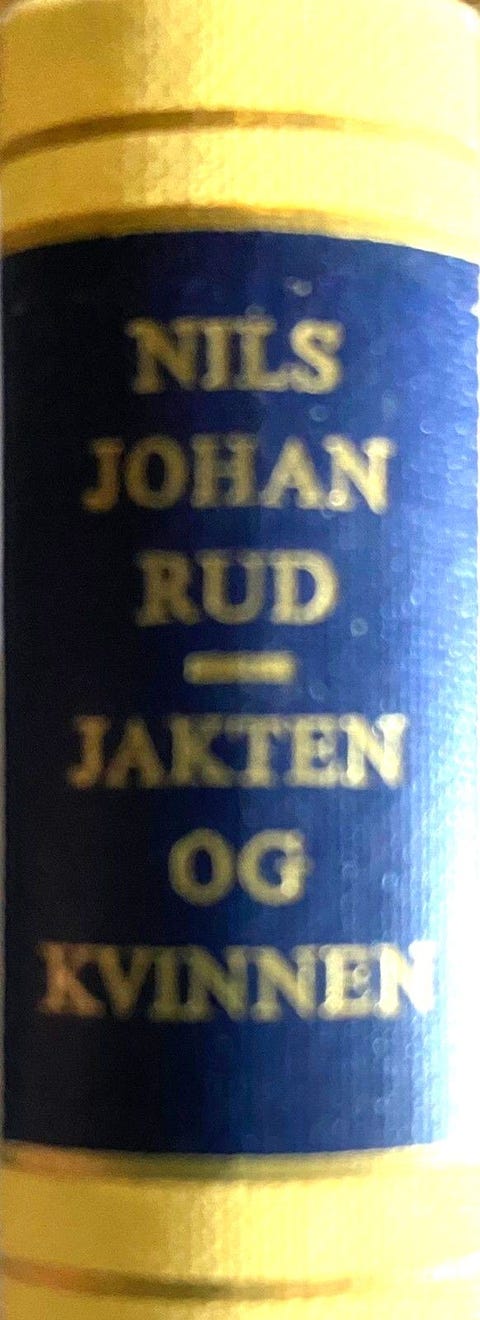 NILS
JOHAN
RUD
—
JAKTEN
OG
KVINNEN